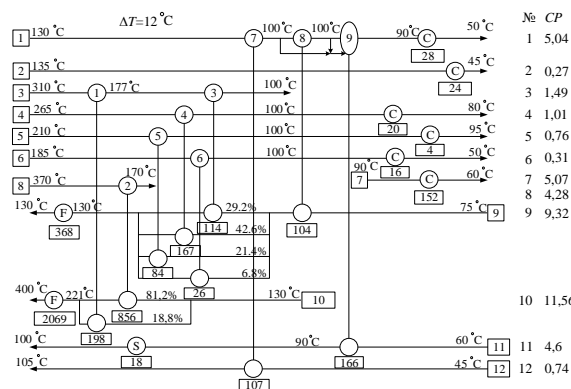 ΔT=12 °C
№ CP
1 130 °C 7 100 °C 8 100 °C 9 90 °C C 50 °C 1 5,04
28
2 135 °C C 45 °C 2 0,27
24
3 310 °C 1 177 °C 3 100 °C 3 1,49
4 265 °C 4 100 °C C 80 °C 4 1,01
20
5 210 °C 5 100 °C C 95 °C 5 0,76
4
6 185 °C 6 100 °C C 50 °C 6 0,31
16
90 °C 7 C 60 °C 7 5,07
152
8 370 °C 2 170 °C 8 4,28
130 °C F 130 °C 29.2% 75 °C 9 9 9,32
368 114 104
42.6%
167
21.4%
84
6.8%
26
400 °C F 221 °C 81,2% 130 °C 10 10 11,56
2069 856
18,8%
198
100 °C S 90 °C 60 °C 11 11 4,6
18 166
105 °C 45 °C 12 12 0,74
107